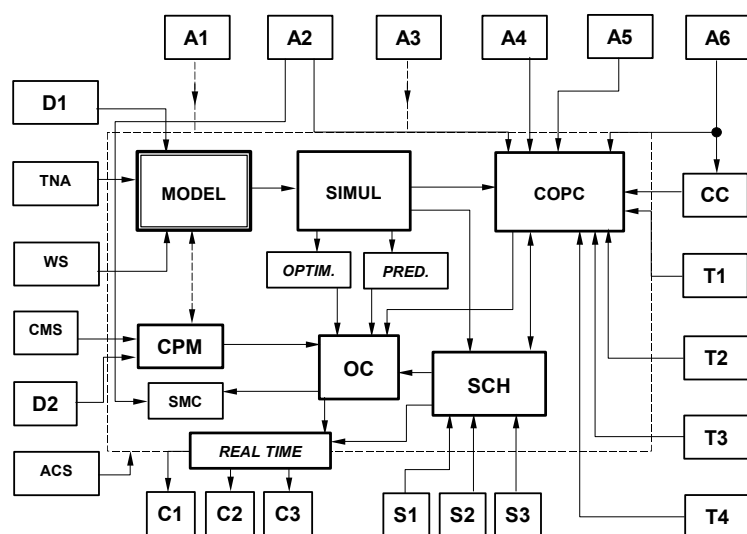 A1
A2
A3
A4
A5
A6
D1
TNA
MODEL
SIMUL
COPC
CC
WS
OPTIM.
PRED.
T1
CMS
CPM
OC
SCH
T2
D2
SMC
ACS
REAL TIME
T3
C1
C2
C3
S1
S2
S3
T4